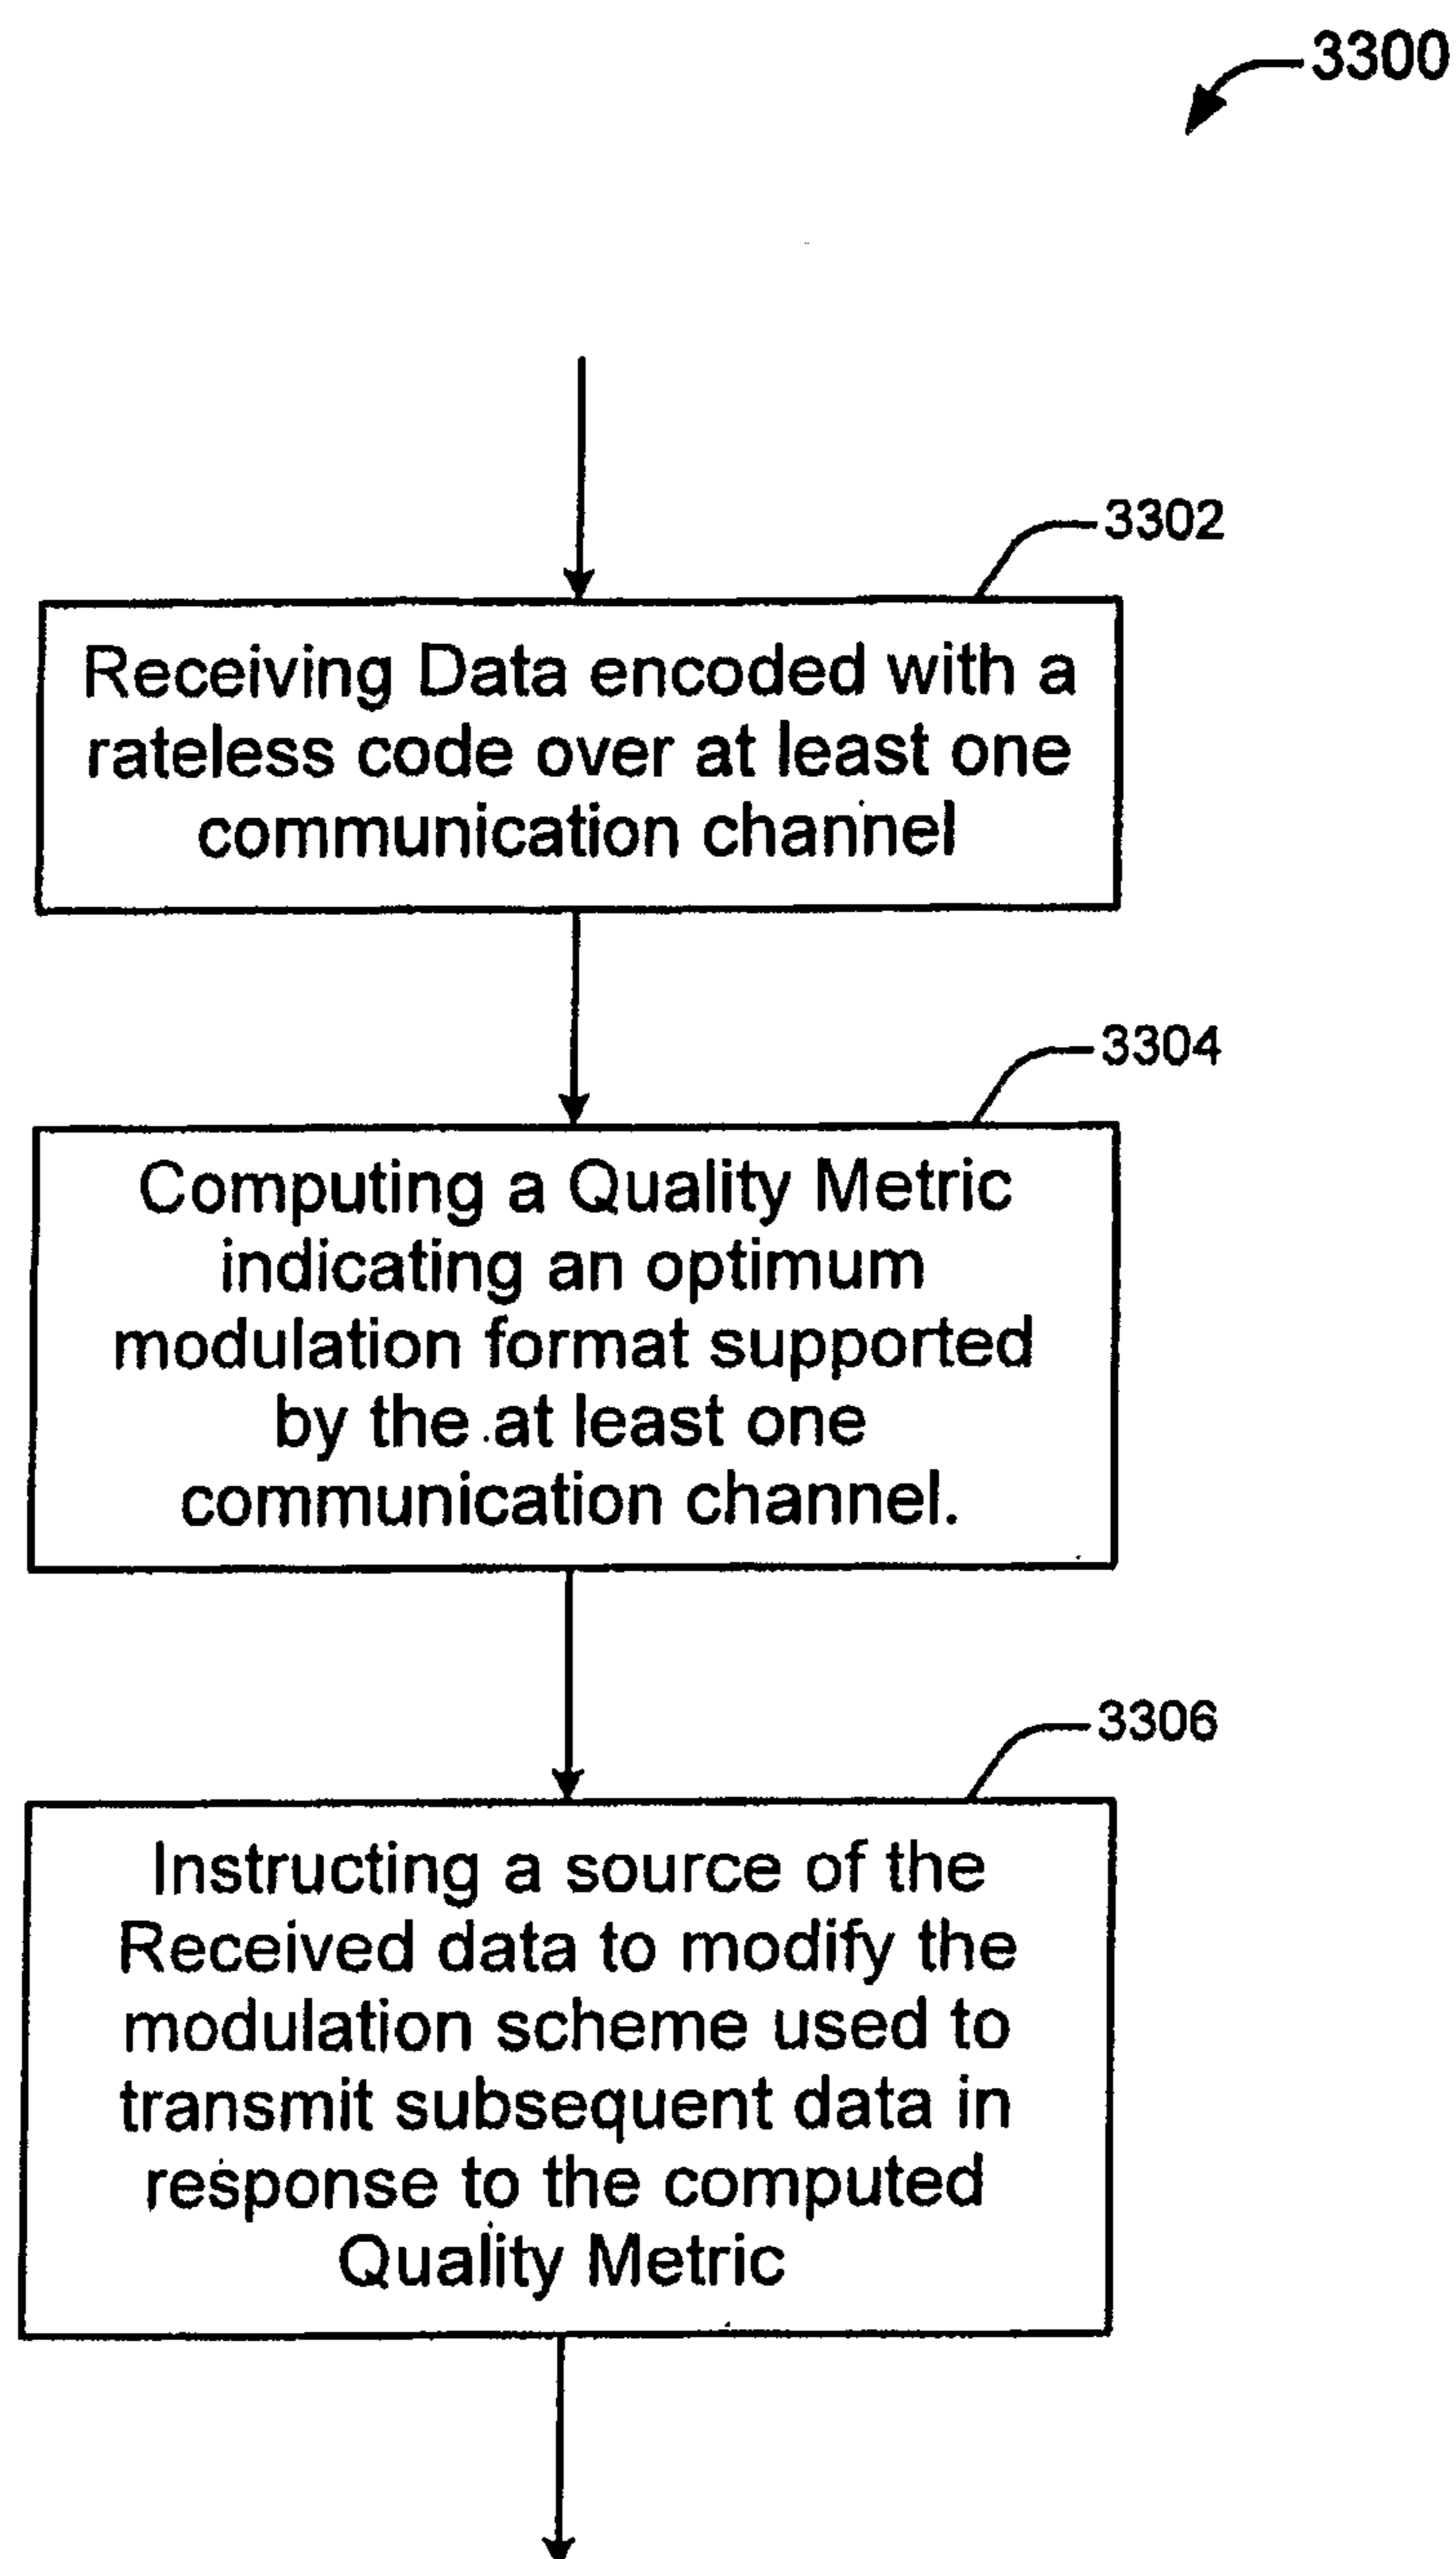 3300
3302
Receiving Data encoded with a
rateless code over at least one
communication channel
3304
Computing a Quality Metric
indicating an optimum
modulation format supported
by the at least one
communication channel.
3306
Instructing a source of the
Received data to modify the
modulation scheme used to
transmit subsequent data in
response to the computed
Quality Metric